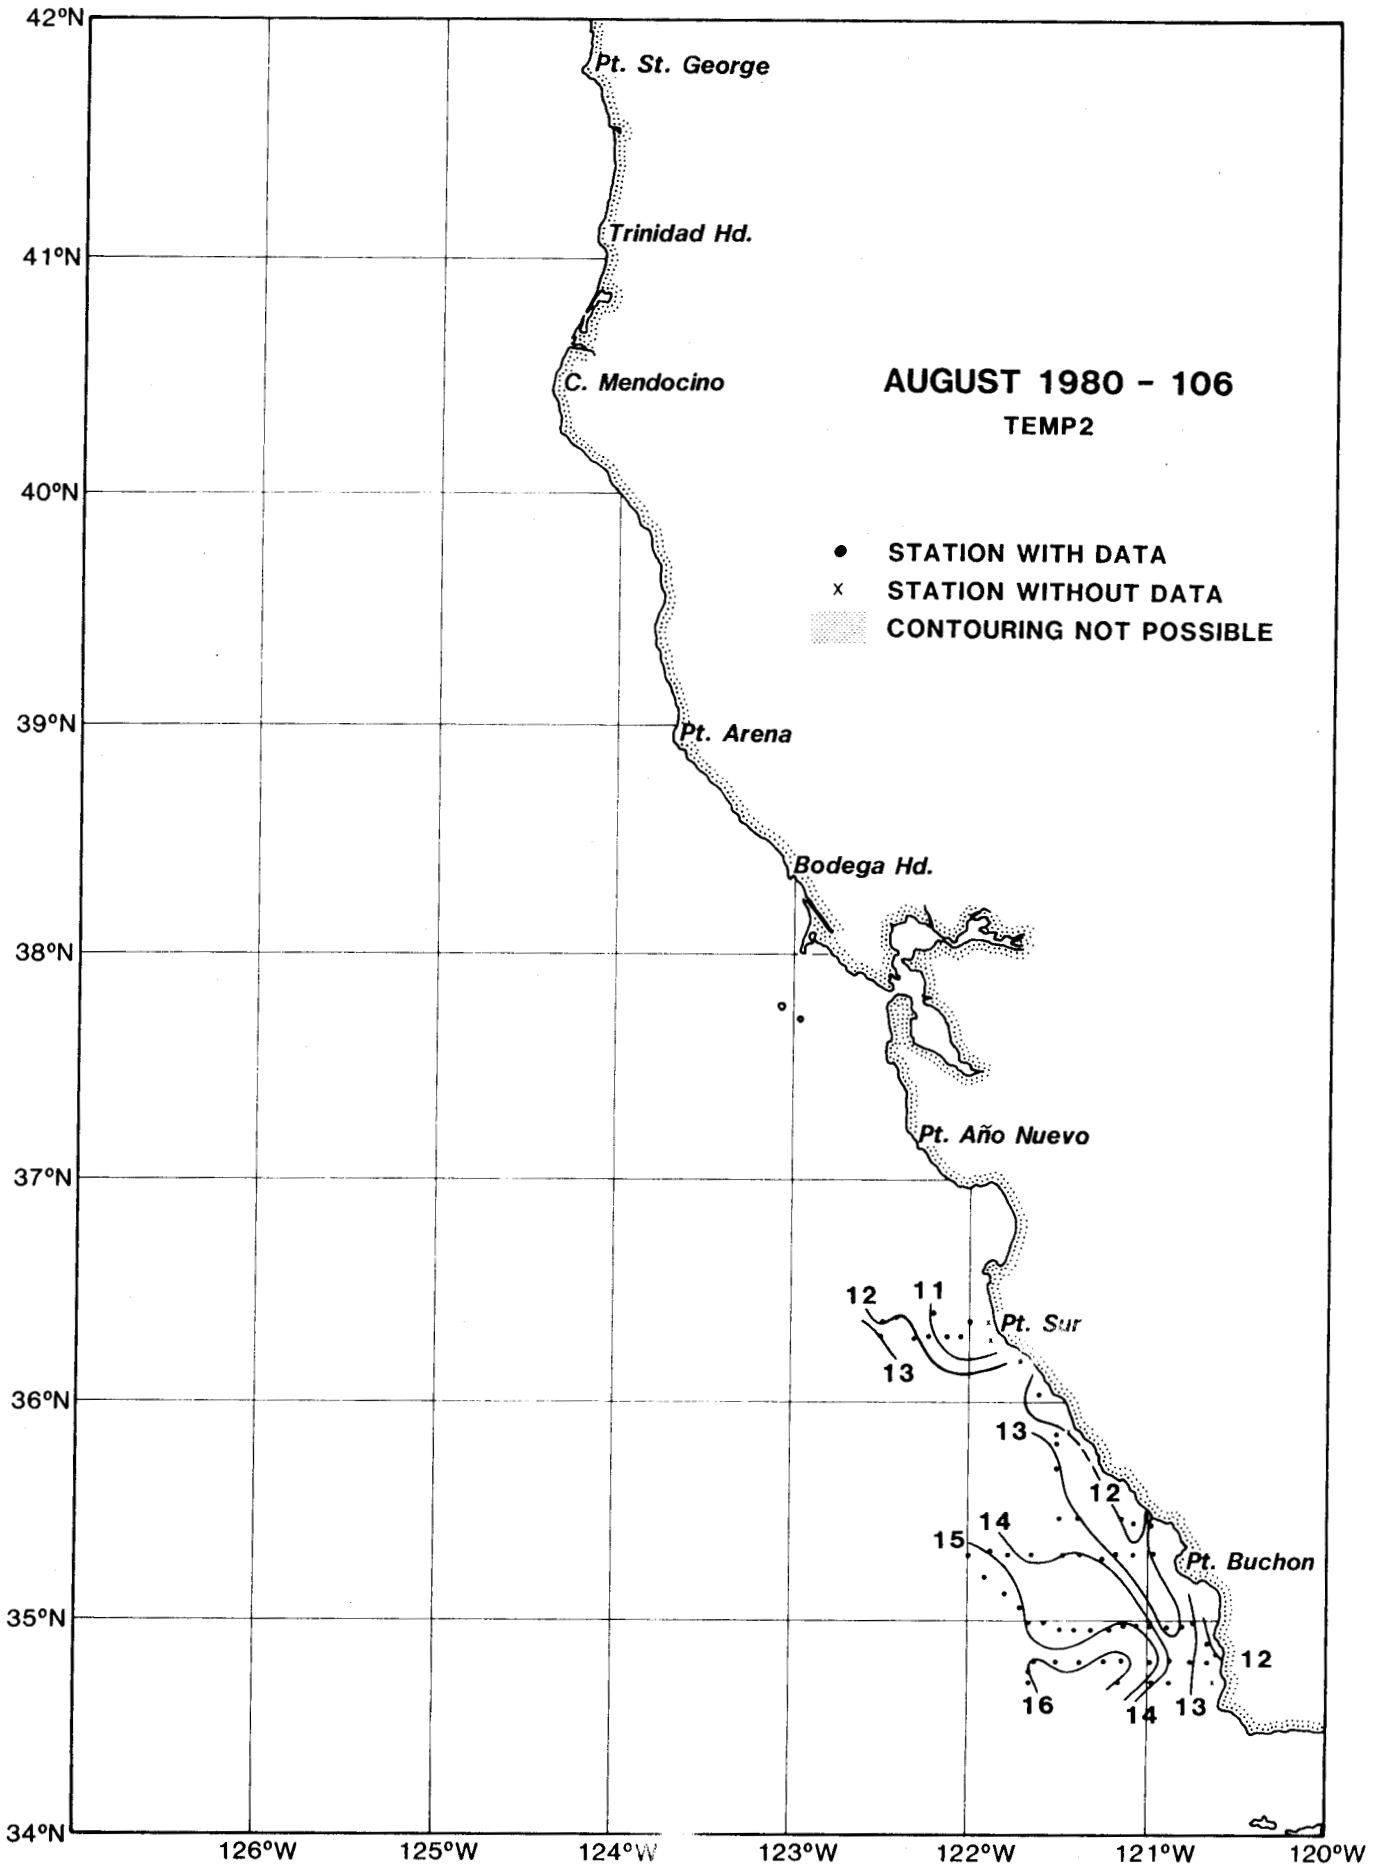 42°N
Pt. St. George
Trinidad Hd.
41°N
C. Mendocino
AUGUST 1980 - 106
TEMP2
40°N
● STATION WITH DATA
x STATION WITHOUT DATA
CONTOURING NOT POSSIBLE
39°N
Pt. Arena
Bodega Hd.
38°N
Pt. Año Nuevo
37°N
12 11
Pt. Sur
13
36°N
13
12
14
15
Pt. Buchon
35°N
12
16 14 13
34°N
126°W 125°W 124°W 123°W 122°W 121°W 120°W